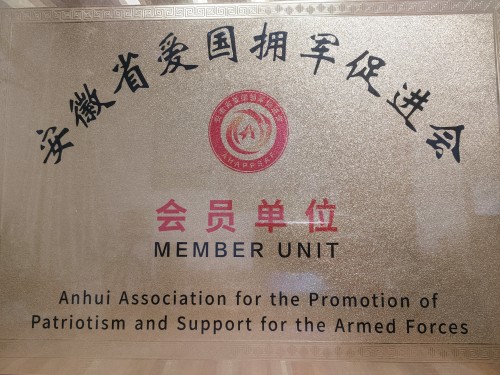 安徽省爱国拥军促进会
会员单位
MEMBER UNIT
Anhui Association for the Promotion of
Patriotism and Support for the Armed Forces